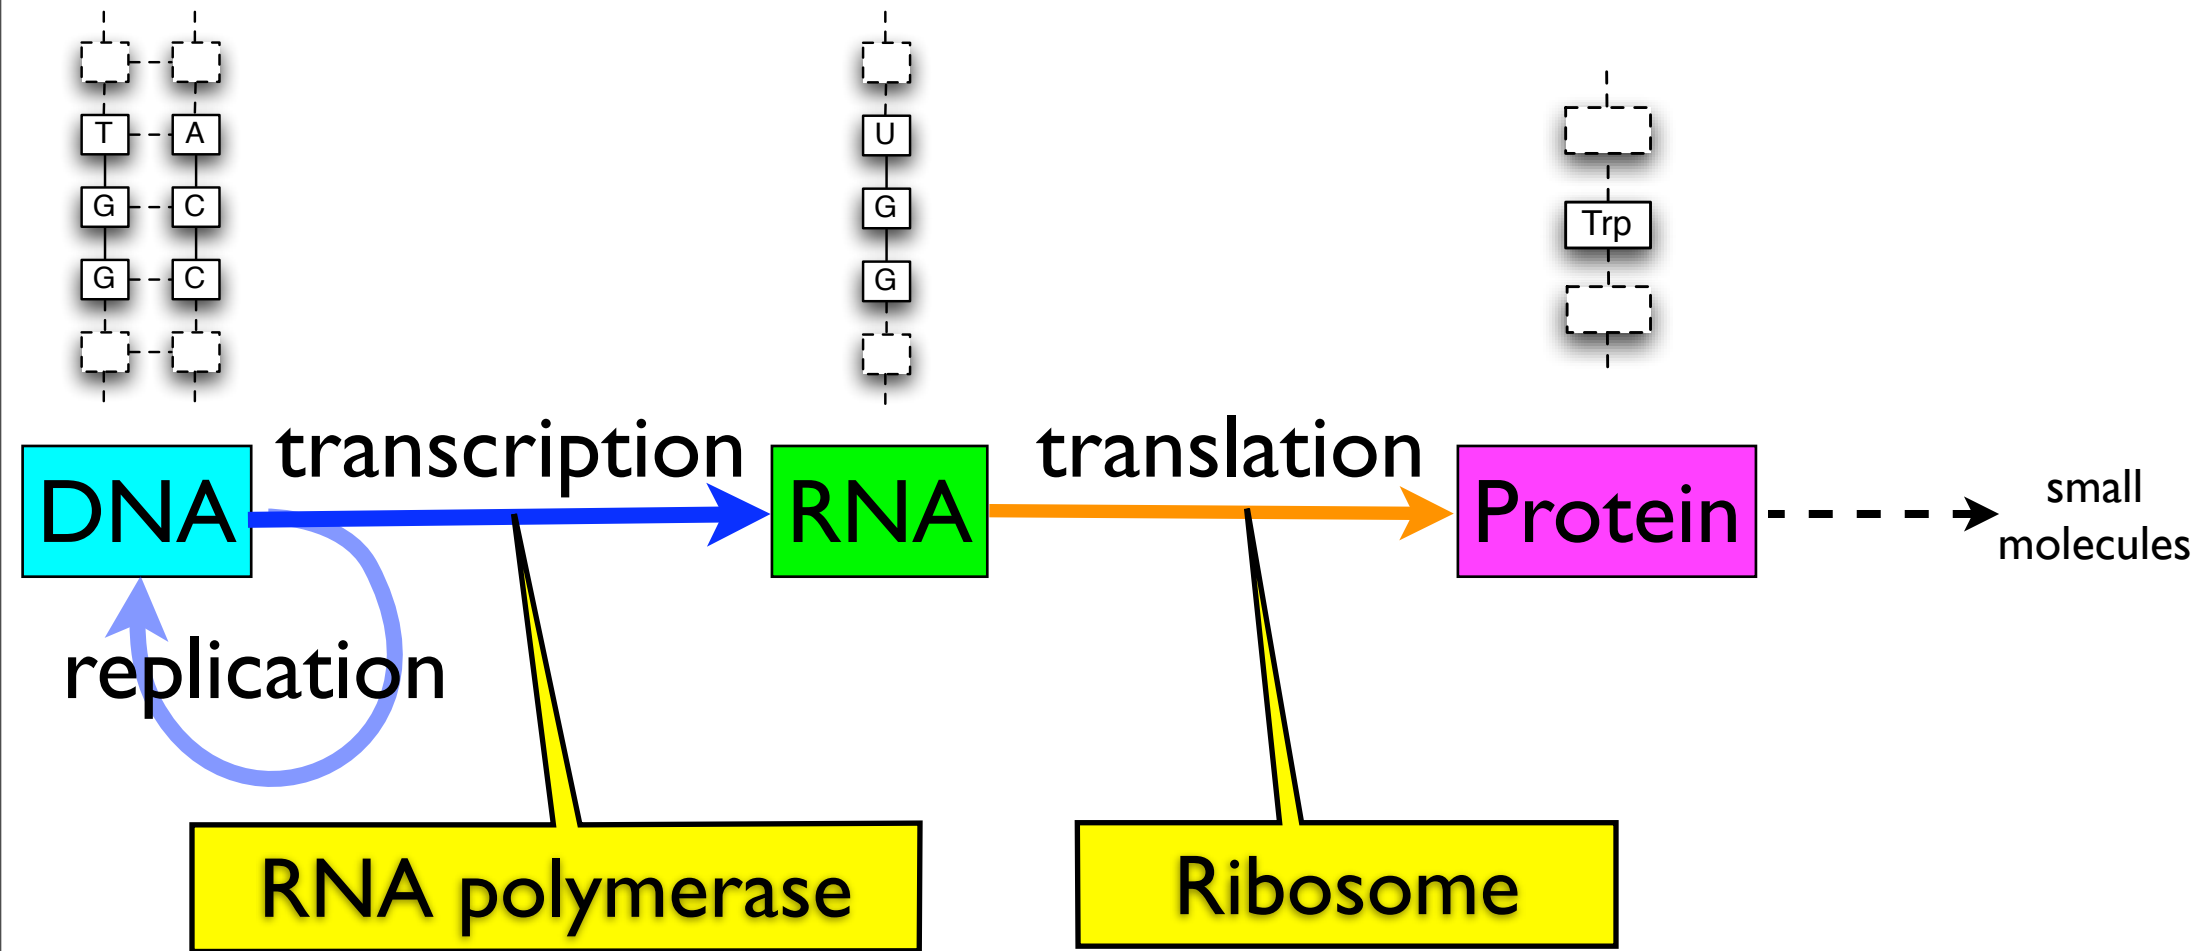 T A
G C
G C
U
G
G
Trp
DNA
transcription
RNA
translation
Protein
small
molecules
replication
RNA polymerase
Ribosome